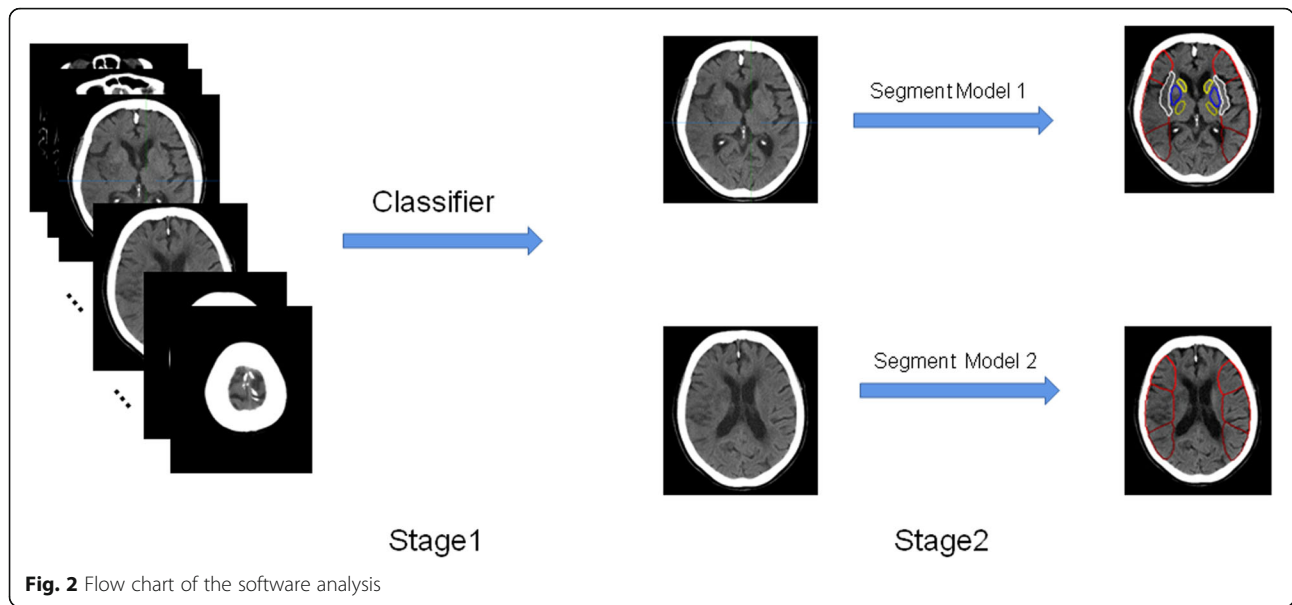 Classifier
Segment Model 1
Segment Model 2
Stage1
Stage2
Fig. 2 Flow chart of the software analysis